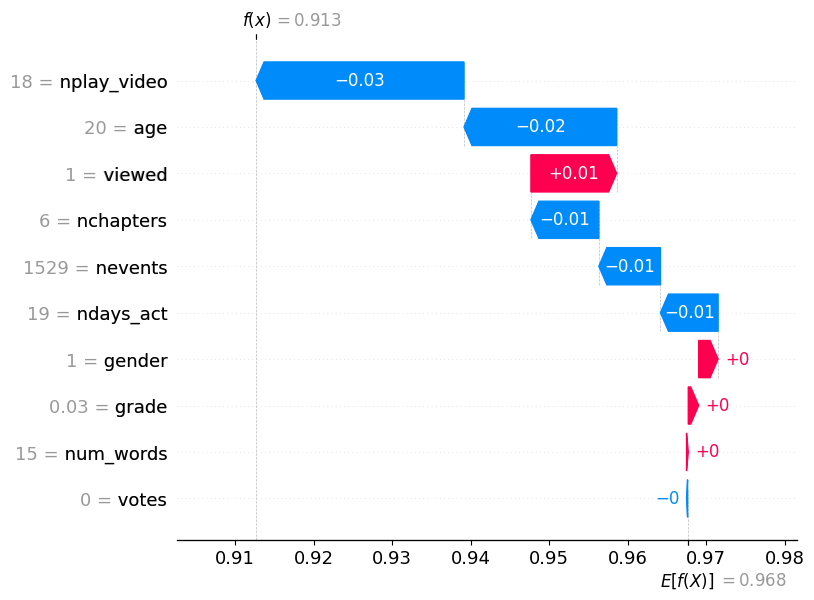 f(x) = 0.913
18 = nplay_video −0.03
20 = age −0.02
1 = viewed +0.01
6 = nchapters −0.01
1529 = nevents −0.01
19 = ndays_act −0.01
1 = gender +0
0.03 = grade +0
15 = num_words +0
0 = votes −0
0.91 0.92 0.93 0.94 0.95 0.96 0.97 0.98
E[f(X)] = 0.968